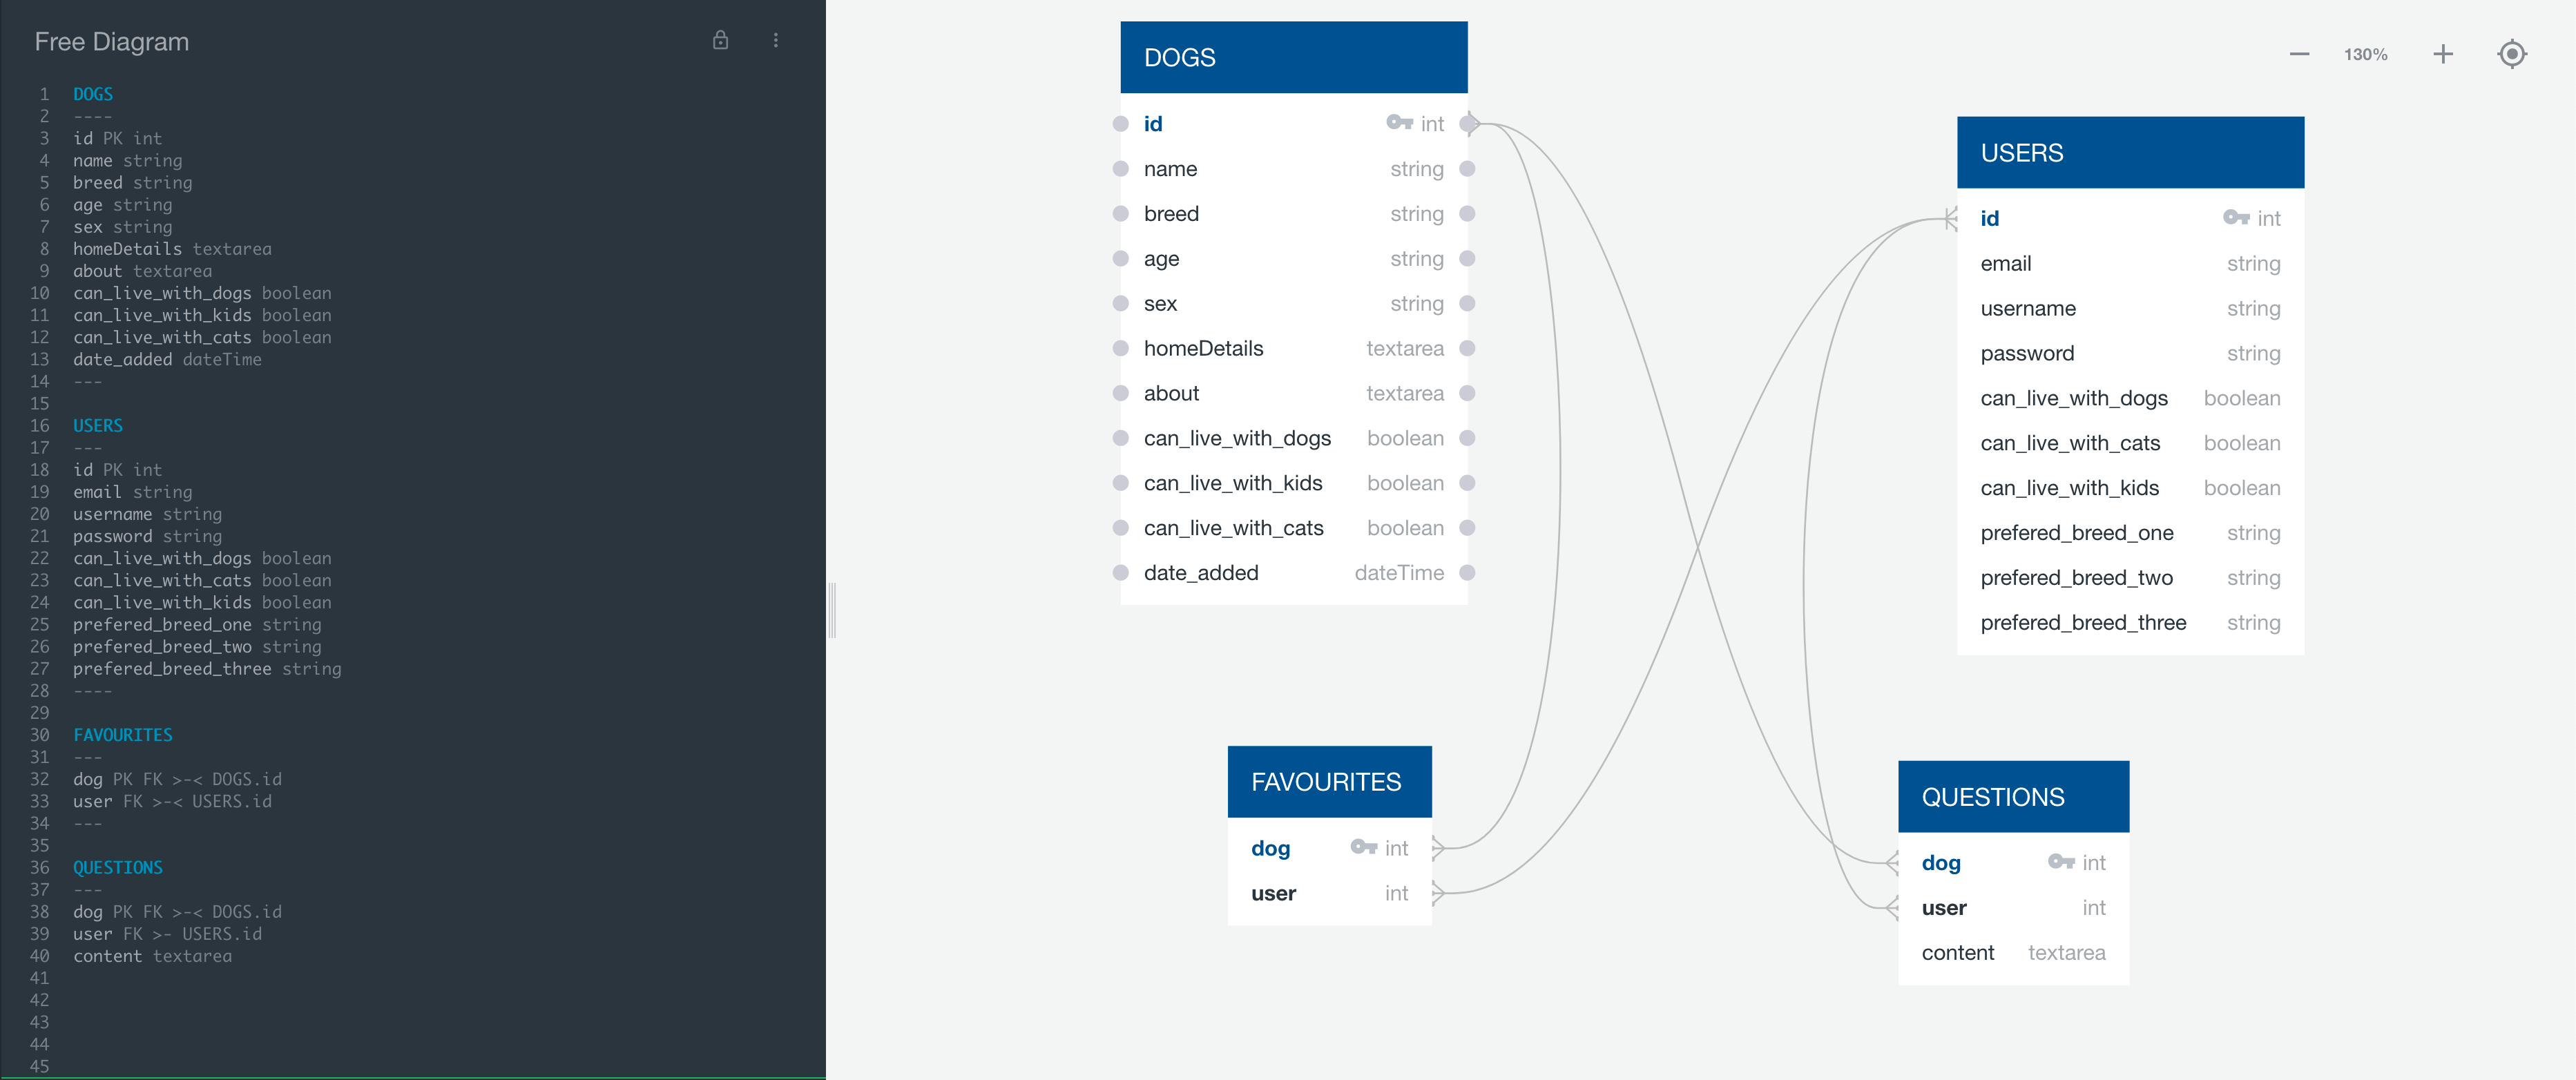 Free Diagram
1 DOGS
2 ----
3 id PK int
4 name string
5 breed string
6 age string
7 sex string
8 homeDetails textarea
9 about textarea
10 can_live_with_dogs boolean
11 can_live_with_kids boolean
12 can_live_with_cats boolean
13 date_added dateTime
14 ---
15
16 USERS
17 ---
18 id PK int
19 email string
20 username string
21 password string
22 can_live_with_dogs boolean
23 can_live_with_cats boolean
24 can_live_with_kids boolean
25 prefered_breed_one string
26 prefered_breed_two string
27 prefered_breed_three string
28 ----
29
30 FAVOURITES
31 ---
32 dog PK FK >-< DOGS.id
33 user FK >-< USERS.id
34 ---
35
36 QUESTIONS
37 ---
38 dog PK FK >-< DOGS.id
39 user FK >- USERS.id
40 content textarea
41
42
43
44
45
130%
DOGS
id int
name string
breed string
age string
sex string
homeDetails textarea
about textarea
can_live_with_dogs boolean
can_live_with_kids boolean
can_live_with_cats boolean
date_added dateTime
USERS
id int
email string
username string
password string
can_live_with_dogs boolean
can_live_with_cats boolean
can_live_with_kids boolean
prefered_breed_one string
prefered_breed_two string
prefered_breed_three string
FAVOURITES
dog int
user int
QUESTIONS
dog int
user int
content textarea